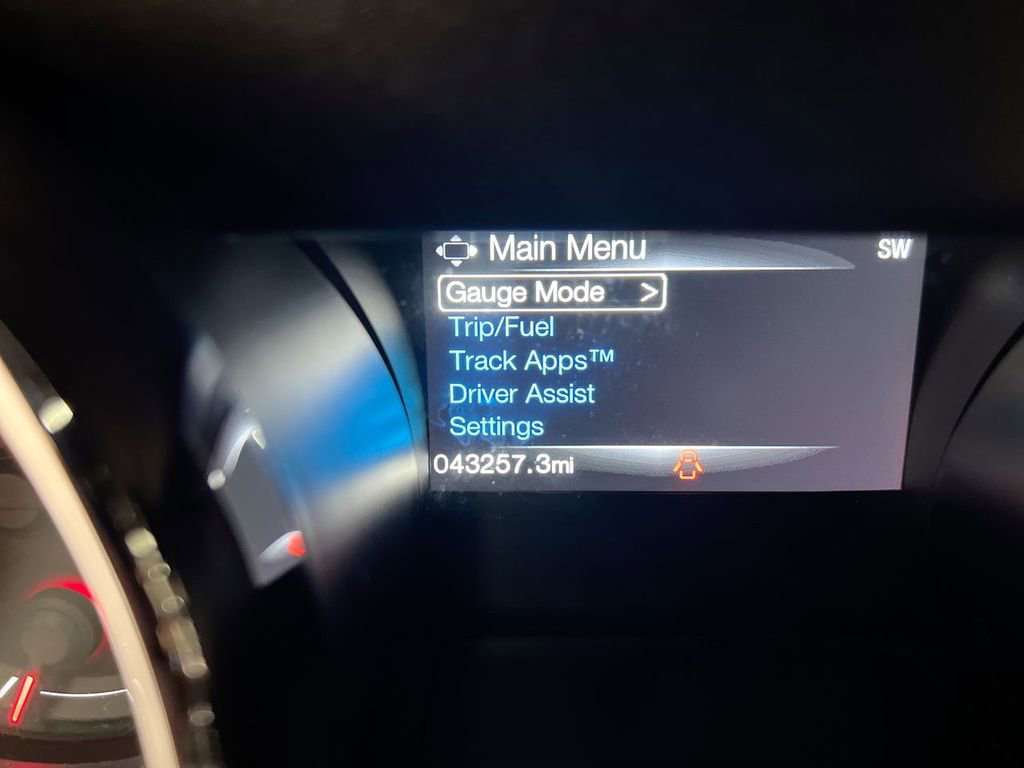 Main Menu
SW
Gauge Mode >
Trip/Fuel
Track Apps™
Driver Assist
Settings
043257.3mi